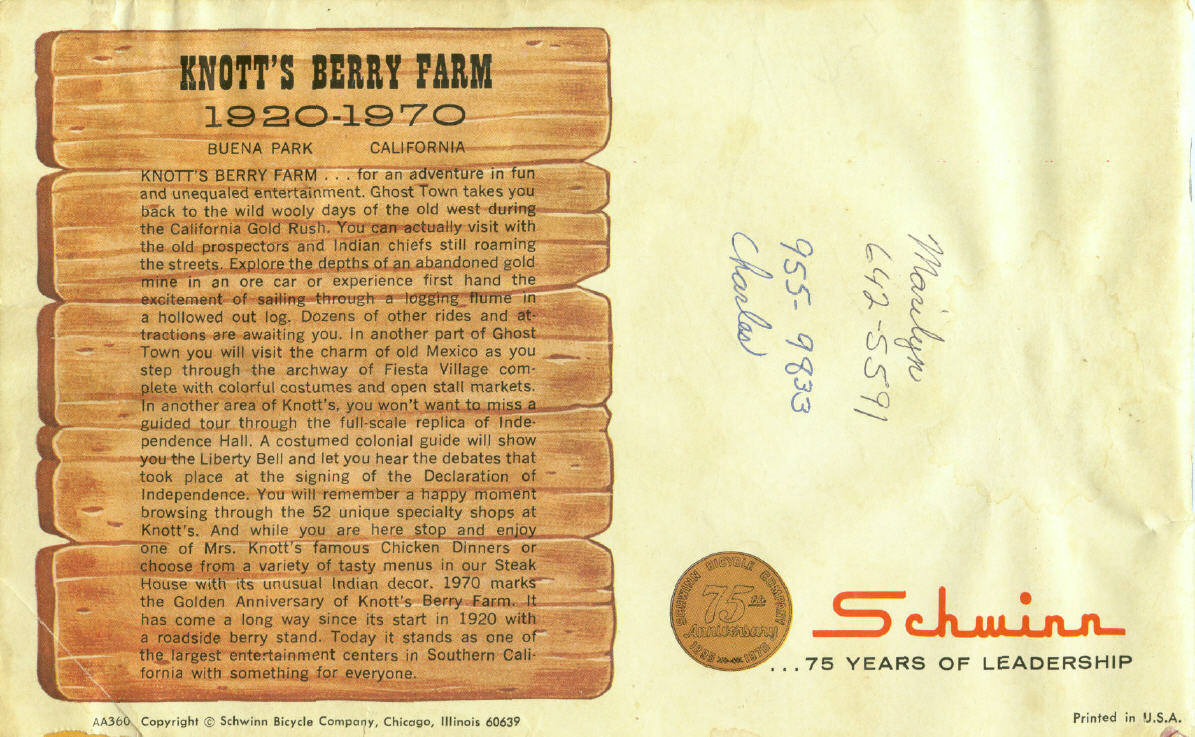 KNOTT'S BERRY FARM
1920-1970
BUENA PARK CALIFORNIA
KNOTT'S BERRY FARM . . . for an adventure in fun
and unequaled entertainment. Ghost Town takes you
back to the wild wooly days of the old west during
the California Gold Rush. You can actually visit with
the old prospectors and Indian chiefs still roaming
the streets. Explore the depths of an abandoned gold
mine in an ore car or experience first hand the
excitement of sailing through a logging flume in
a hollowed out log. Dozens of other rides and at-
tractions are awaiting you. In another part of Ghost
Town you will visit the charm of old Mexico as you
step through the archway of Fiesta Village com-
plete with colorful costumes and open stall markets.
In another area of Knott's, you won't want to miss a
guided tour through the full-scale replica of Inde-
pendence Hall. A costumed colonial guide will show
you the Liberty Bell and let you hear the debates that
took place at the signing of the Declaration of
Independence. You will remember a happy moment
browsing through the 52 unique specialty shops at
Knott's. And while you are here stop and enjoy
one of Mrs. Knott's famous Chicken Dinners or
choose from a variety of tasty menus in our Steak
House with its unusual Indian decor. 1970 marks
the Golden Anniversary of Knott's Berry Farm. It
has come a long way since its start in 1920 with
a roadside berry stand. Today it stands as one of
the largest entertainment centers in Southern Cali-
fornia with something for everyone.
AA360 Copyright © Schwinn Bicycle Company, Chicago, Illinois 60639
Marilyn
642-5591
955-9833
Charles
SCHWINN BICYCLE COMPANY
75th
Anniversary
1895 1970
Schwinn
...75 YEARS OF LEADERSHIP
Printed in U.S.A.